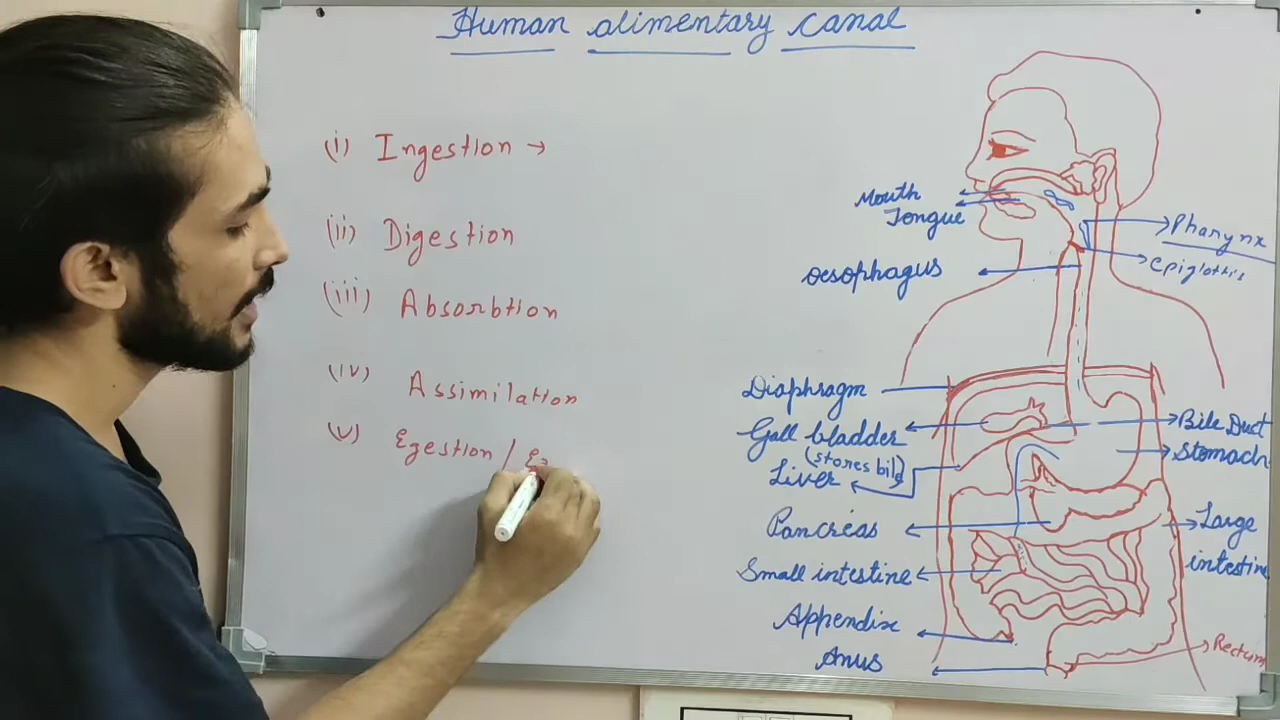 Human alimentary canal
(i) Ingestion →
(ii) Digestion
(iii) Absorbtion
(iv) Assimilation
(v) Egestion /
Mouth
Tongue
Pharynx
Epiglottis
oesophagus
Diaphragm
Gall bladder
(stores bile)
Liver
Bile Duct
Stomach
Pancreas
Large
intestine
Small intestine
Appendix
Anus
Rectum